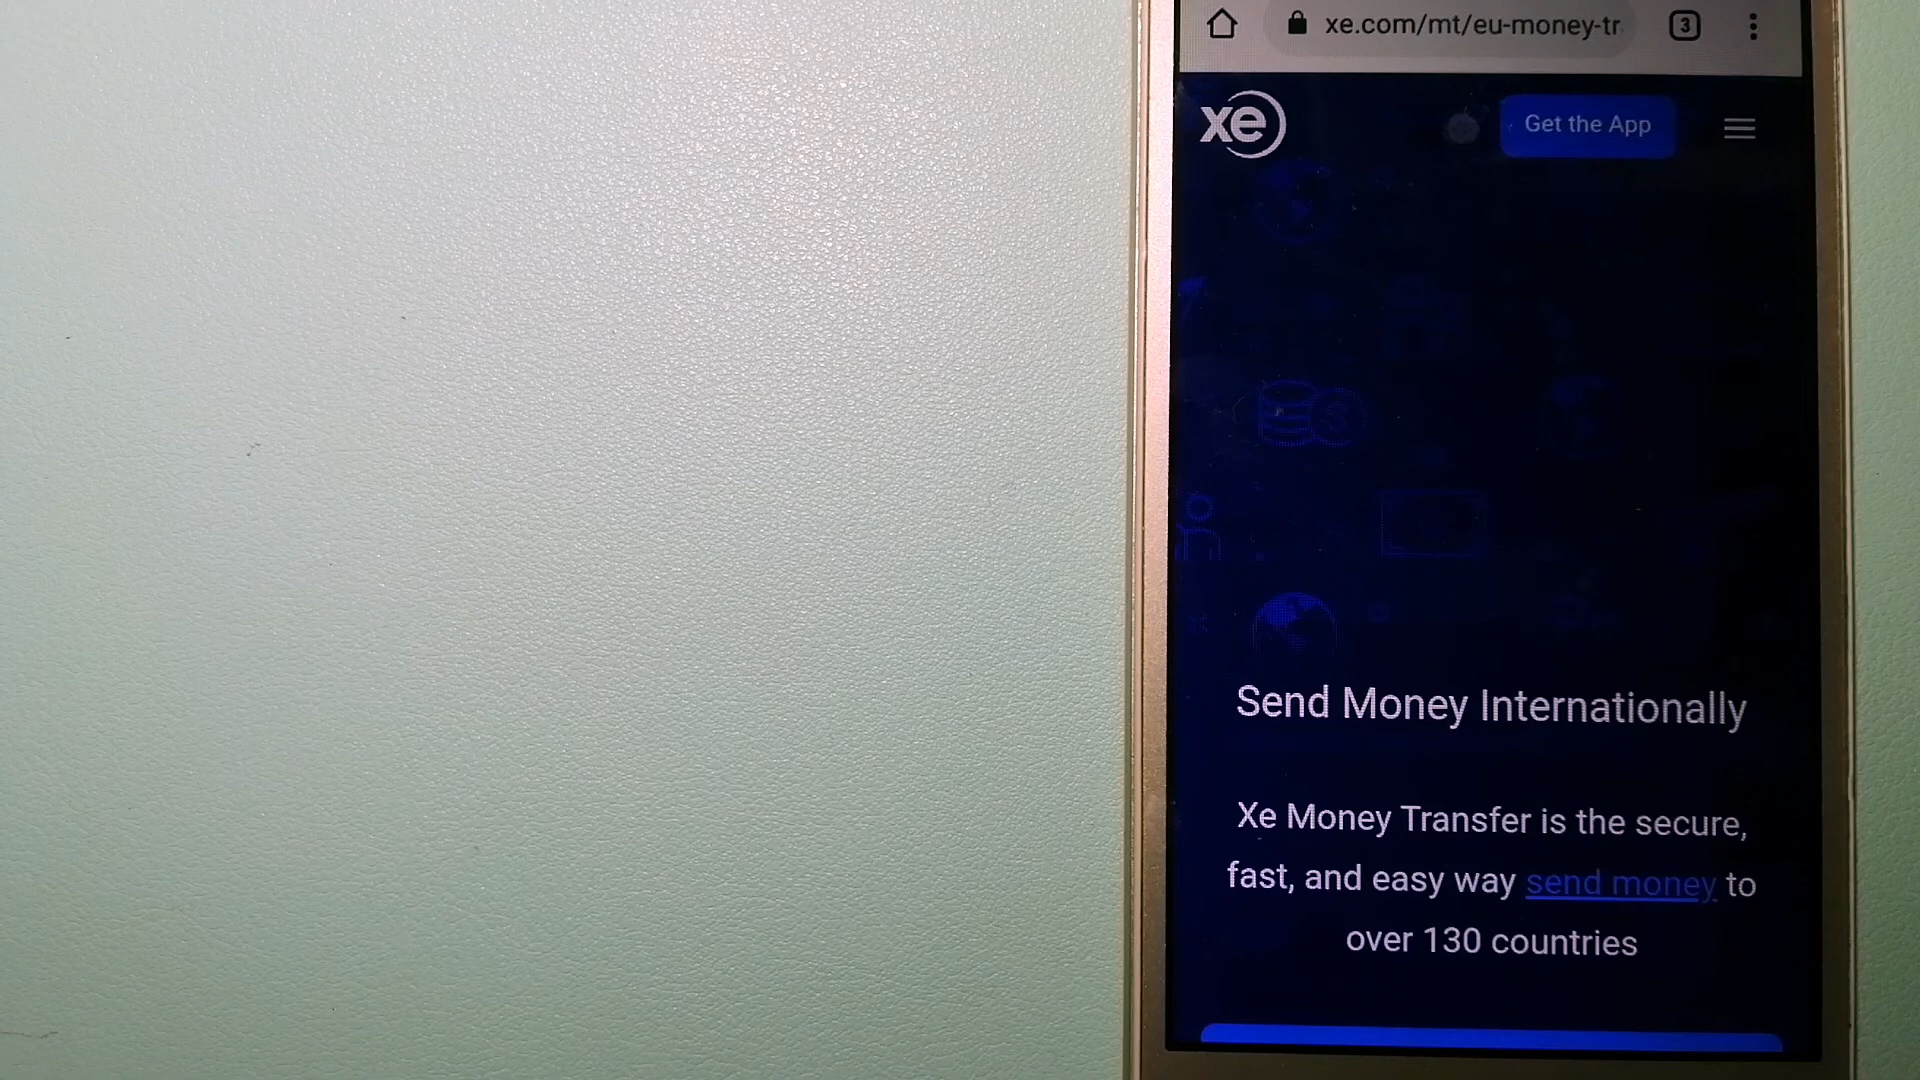 xe.com/mt/eu-money-tr
3
xe
Get the App
Send Money Internationally
Xe Money Transfer is the secure,
fast, and easy way send money to
over 130 countries